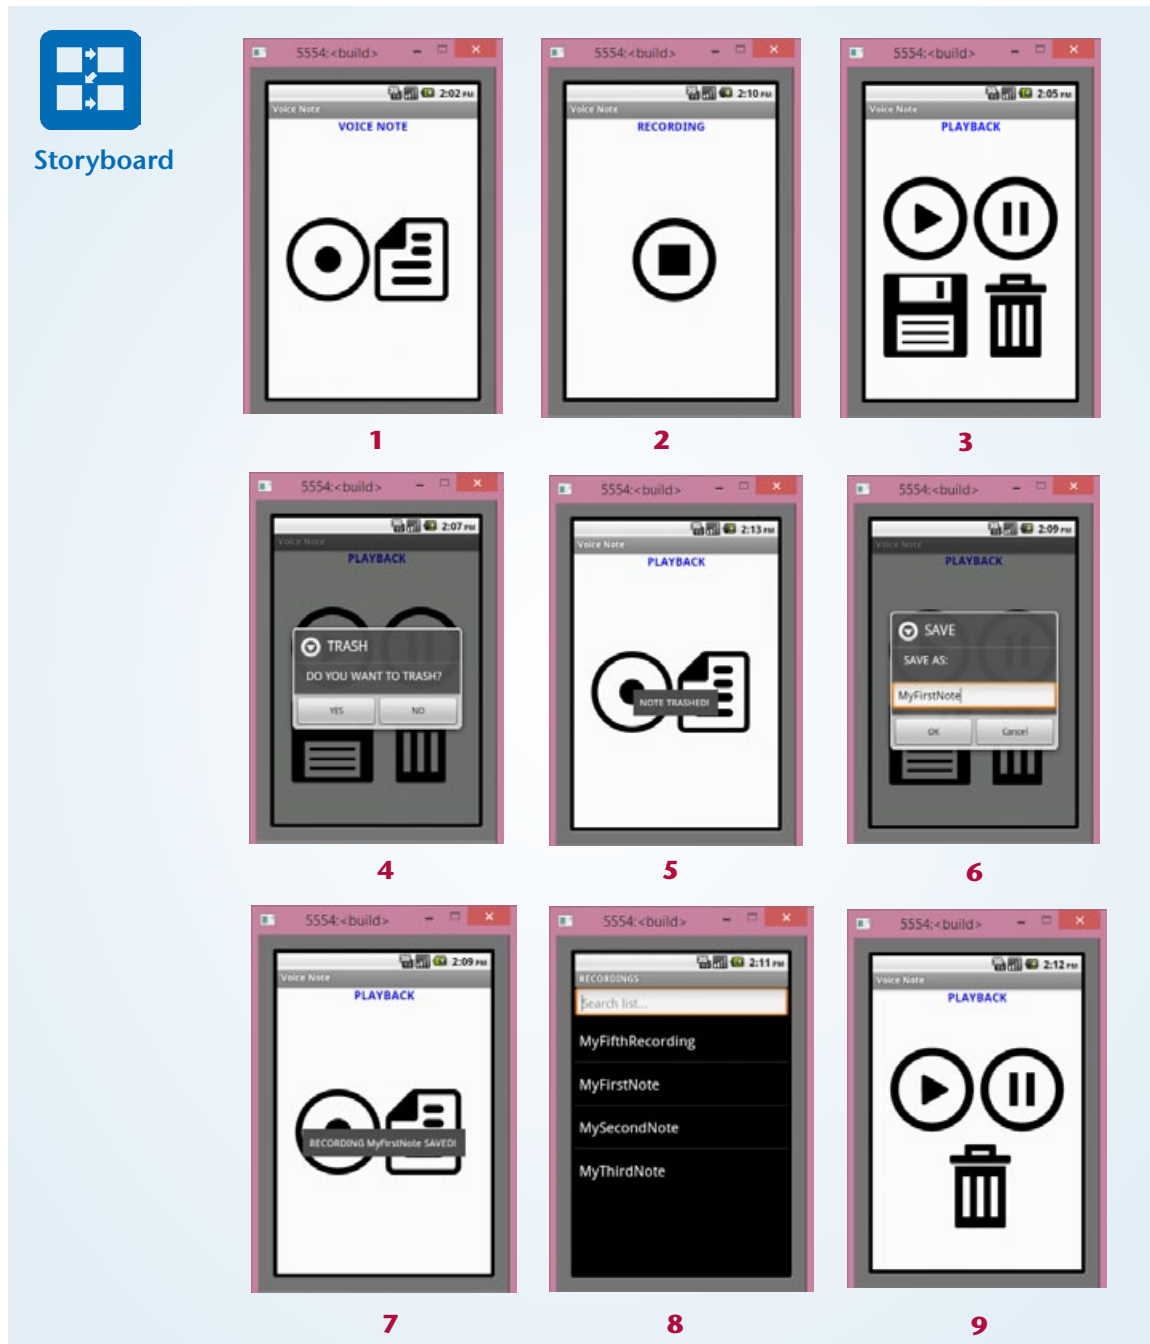 Storyboard
5554:<build>
2:02 PM
Voice Note
VOICE NOTE
1
5554:<build>
2:10 PM
Voice Note
RECORDING
2
5554:<build>
2:05 PM
Voice Note
PLAYBACK
3
5554:<build>
2:07 PM
Voice Note
PLAYBACK
TRASH
DO YOU WANT TO TRASH?
YES NO
4
5554:<build>
2:13 PM
Voice Note
PLAYBACK
NOTE TRASHED!
5
5554:<build>
2:09 PM
Voice Note
PLAYBACK
SAVE
SAVE AS:
MyFirstNote
OK Cancel
6
5554:<build>
2:09 PM
Voice Note
PLAYBACK
RECORDING MyFirstNote SAVED!
7
5554:<build>
2:11 PM
RECORDINGS
Search list...
MyFifthRecording
MyFirstNote
MySecondNote
MyThirdNote
8
5554:<build>
2:12 PM
Voice Note
PLAYBACK
9